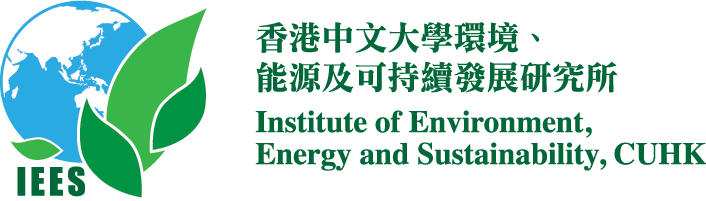 香港中文大學環境、
能源及可持續發展研究所
Institute of Environment,
Energy and Sustainability, CUHK
IEES